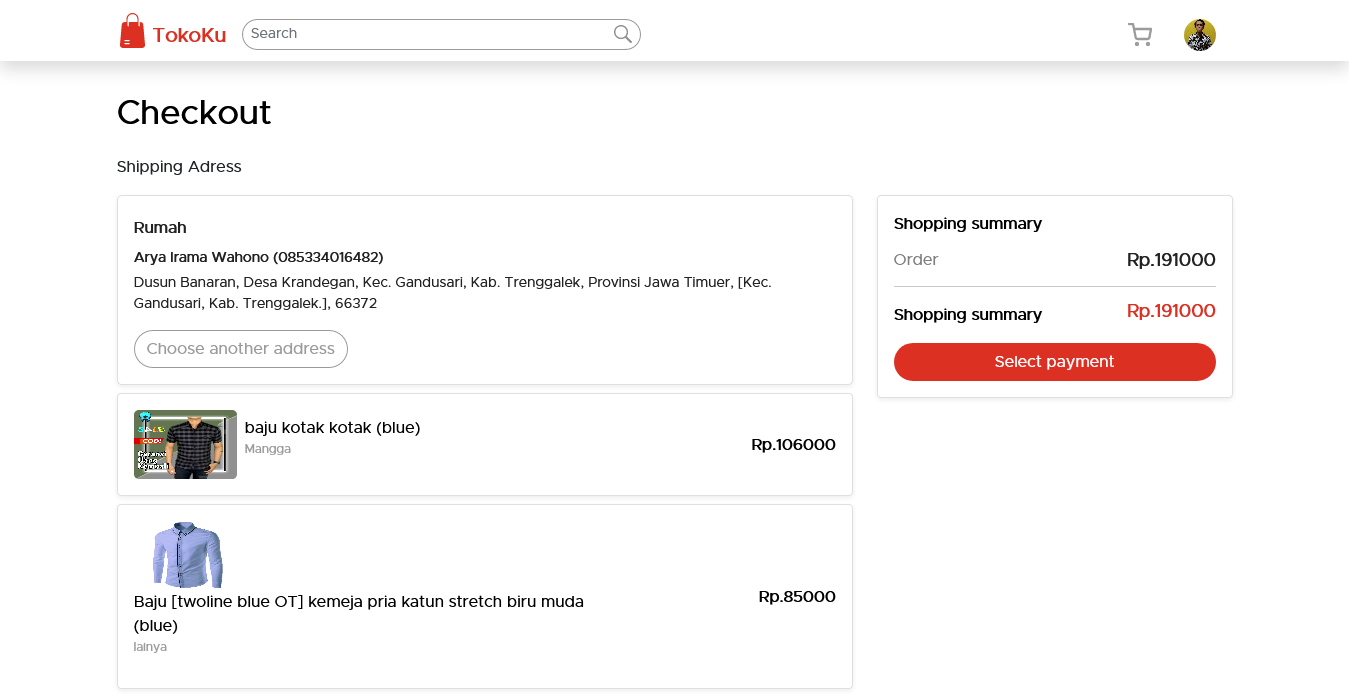 TokoKu
Search
Checkout
Shipping Adress
Rumah
Arya Irama Wahono (085334016482)
Dusun Banaran, Desa Krandegan, Kec. Gandusari, Kab. Trenggalek, Provinsi Jawa Timuer, [Kec.
Gandusari, Kab. Trenggalek.], 66372
Choose another address
Shopping summary
Order
Rp.191000
Shopping summary
Rp.191000
Select payment
SALE
COD!
baju kotak kotak (blue)
Mangga
Rp.106000
Baju [twoline blue OT] kemeja pria katun stretch biru muda
(blue)
lainya
Rp.85000